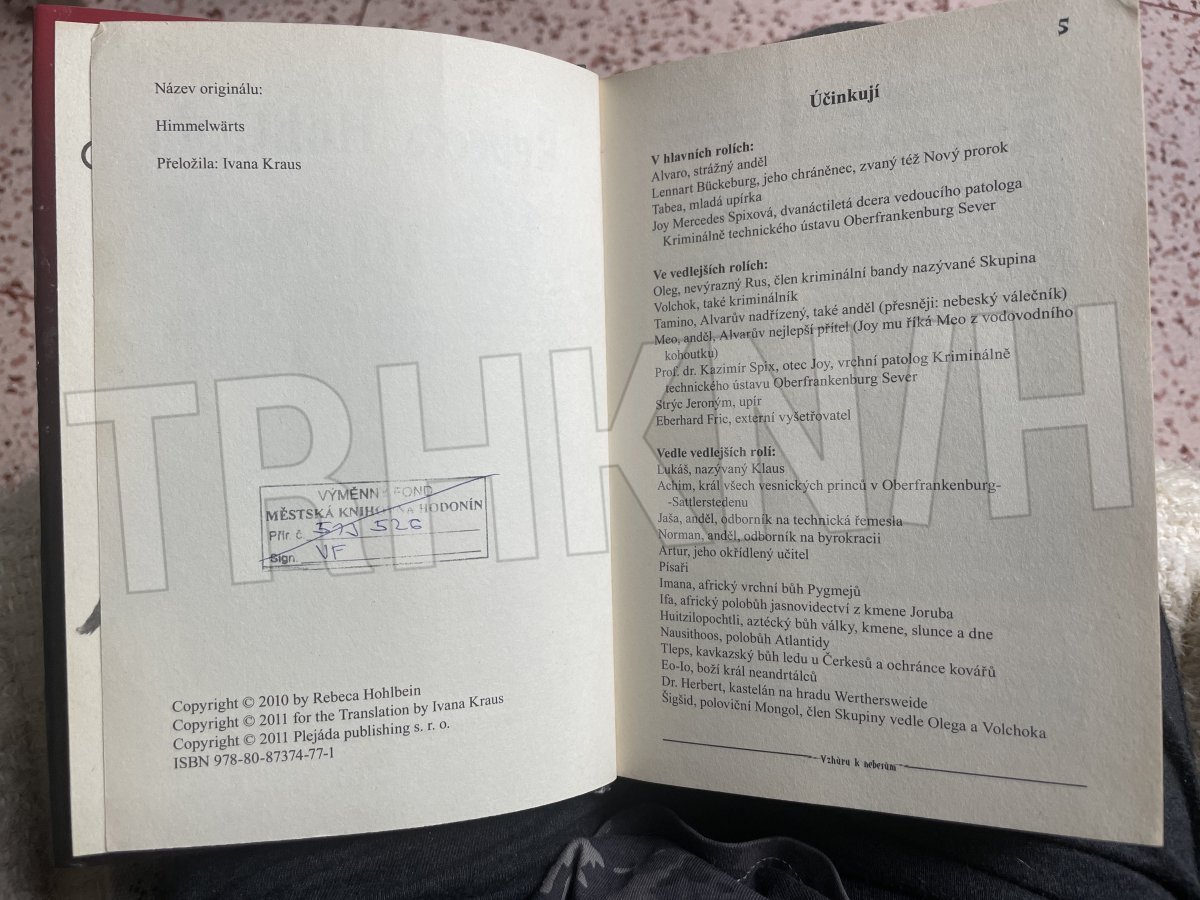 Název originálu:
Himmelwärts
Přeložila: Ivana Kraus
VÝMĚNN FOND
MĚSTSKÁ KNIHOVNA HODONÍN
Přír. č. 526
Sign. VF
Copyright © 2010 by Rebeca Hohlbein
Copyright © 2011 for the Translation by Ivana Kraus
Copyright © 2011 Plejáda publishing s. r. o.
ISBN 978-80-87374-77-1
5
Účinkují
V hlavních rolích:
Alvaro, strážný anděl
Lennart Bückeburg, jeho chráněnec, zvaný též Nový prorok
Tabea, mladá upírka
Joy Mercedes Spixová, dvanáctiletá dcera vedoucího patologa
Kriminálně technického ústavu Oberfrankenburg Sever
Ve vedlejších rolích:
Oleg, nevýrazný Rus, člen kriminální bandy nazývané Skupina
Volchok, také kriminálník
Tamino, Alvarův nadřízený, také anděl (přesněji: nebeský válečník)
Meo, anděl, Alvarův nejlepší přítel (Joy mu říká Meo z vodovodního
kohoutku)
Prof. dr. Kazimír Spix, otec Joy, vrchní patolog Kriminálně
technického ústavu Oberfrankenburg Sever
Strýc Jeroným, upír
Eberhard Fric, externí vyšetřovatel
Vedle vedlejších rolí:
Lukáš, nazývaný Klaus
Achim, král všech vesnických princů v Oberfrankenburg-
-Sattlerstedenu
Jaša, anděl, odborník na technická řemesla
Norman, anděl, odborník na byrokracii
Artur, jeho okřídlený učitel
Písaři
Imana, africký vrchní bůh Pygmejů
Ifa, africký polobůh jasnovidectví z kmene Joruba
Huitzilopochtli, aztécký bůh války, kmene, slunce a dne
Nausithoos, polobůh Atlantidy
Tleps, kavkazský bůh ledu u Čerkesů a ochránce kovářů
Eo-lo, boží král neandrtálců
Dr. Herbert, kastelán na hradu Werthersweide
Šigšid, poloviční Mongol, člen Skupiny vedle Olega a Volchoka
Vzhůru k nebesům
TRHKNIH